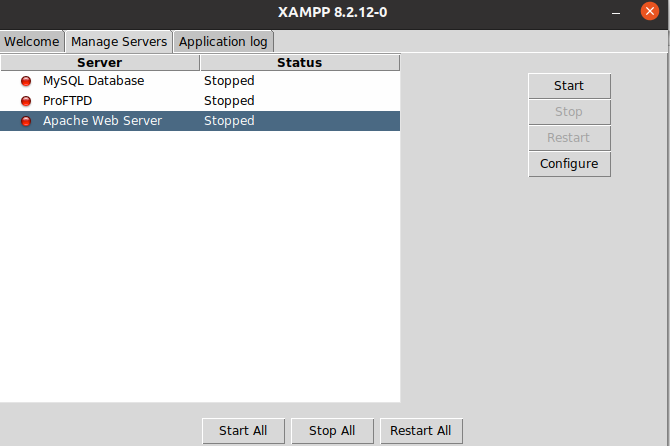 XAMPP 8.2.12-0
Welcome Manage Servers Application log
Server Status
MySQL Database Stopped
ProFTPD Stopped
Apache Web Server Stopped
Start
Stop
Restart
Configure
Start All Stop All Restart All